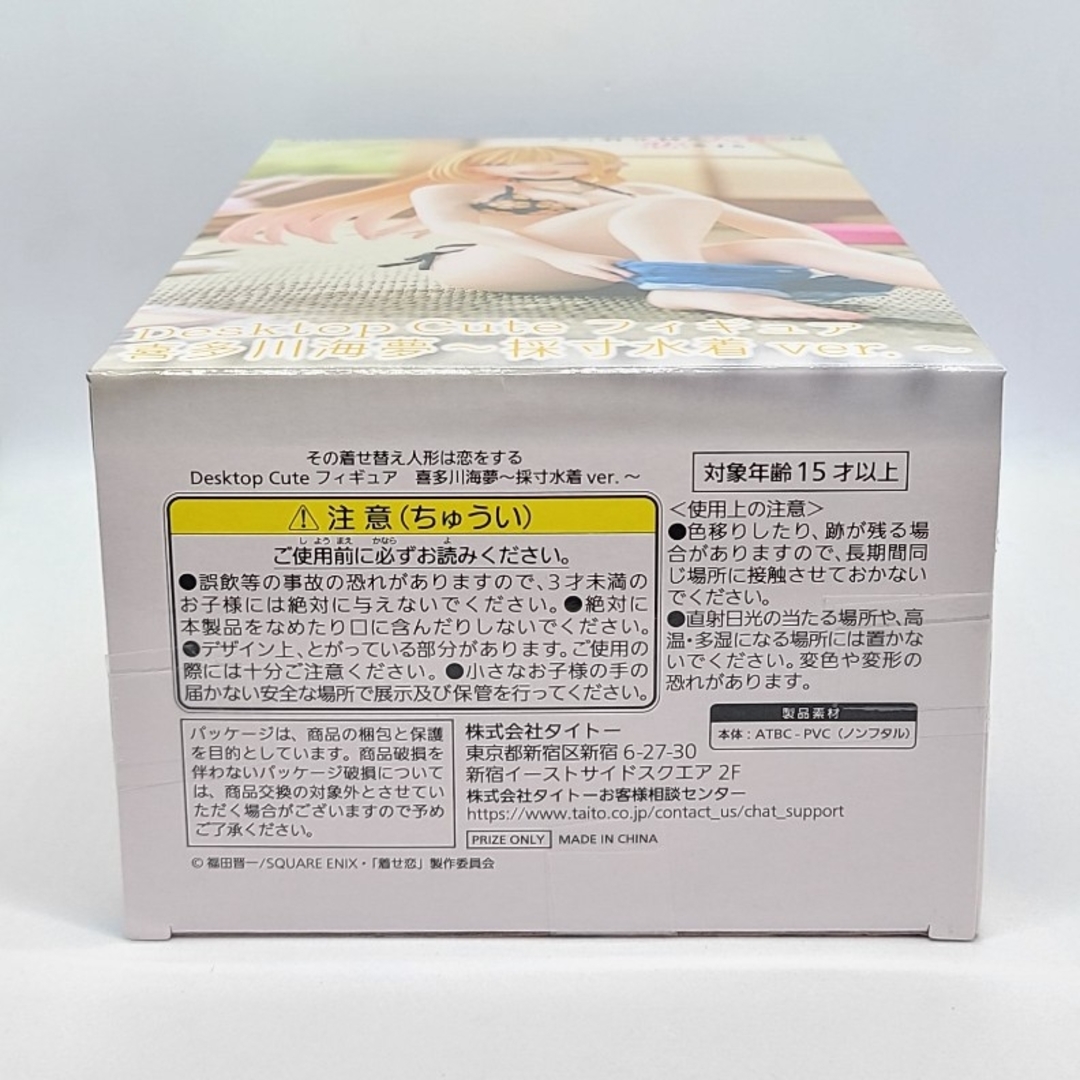 Desktop Cute フィギュア
喜多川海夢～採寸水着 ver. ～
その着せ替え人形は恋をする
Desktop Cute フィギュア 喜多川海夢～採寸水着 ver. ～
⚠注意(ちゅうい)
しようまえ かなら よ
ご使用前に必ずお読みください。
●誤飲等の事故の恐れがありますので、3才未満の
お子様には絶対に与えないでください。●絶対に
本製品をなめたり口に含んだりしないでください。
●デザイン上、とがっている部分があります。ご使用の
際には十分ご注意ください。●小さなお子様の手の
届かない安全な場所で展示及び保管を行ってください。
対象年齢15才以上
＜使用上の注意＞
●色移りしたり、跡が残る場
合がありますので、長期間同
じ場所に接触させておかない
でください。
●直射日光の当たる場所や、高
温・多湿になる場所には置かな
いでください。変色や変形の
恐れがあります。
製品素材
本体：ATBC-PVC（ノンフタル）
パッケージは、商品の梱包と保護
を目的としています。商品破損を
伴わないパッケージ破損について
は、商品交換の対象外とさせてい
ただく場合がございますので予め
ご了承ください。
株式会社タイトー
東京都新宿区新宿 6-27-30
新宿イーストサイドスクエア 2F
株式会社タイトーお客様相談センター
https://www.taito.co.jp/contact_us/chat_support
PRIZE ONLY MADE IN CHINA
© 福田晋一/SQUARE ENIX・「着せ恋」製作委員会